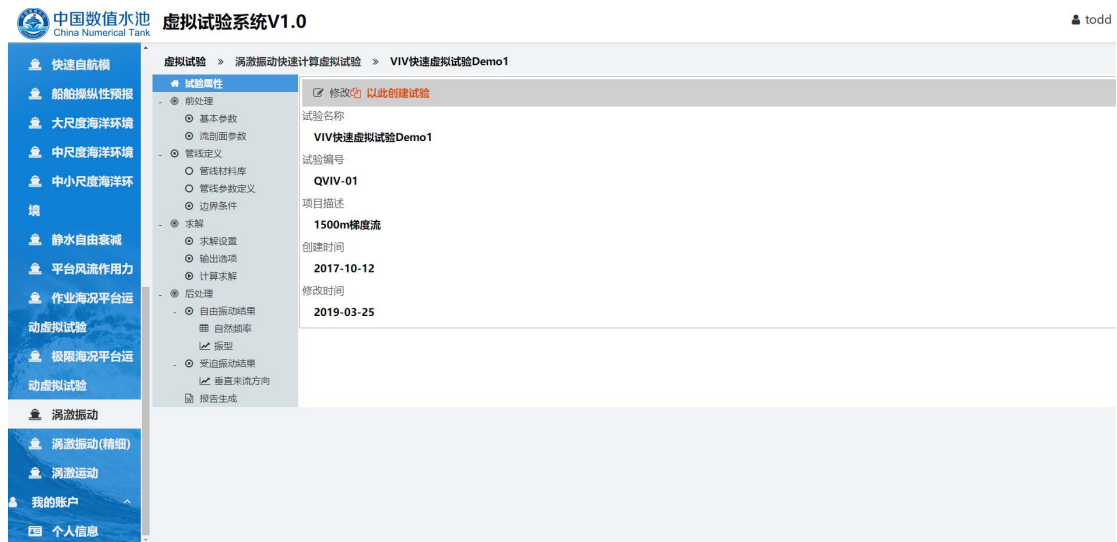 中国数值水池
China Numerical Tank
虚拟试验系统V1.0
todd
快速自航模
船舶操纵性预报
大尺度海洋环境
中尺度海洋环境
中小尺度海洋环
境
静水自由衰减
平台风流作用力
作业海况平台运
动虚拟试验
极限海况平台运
动虚拟试验
涡激振动
涡激振动(精细)
涡激运动
我的账户
个人信息
虚拟试验 » 涡激振动快速计算虚拟试验 » VIV快速虚拟试验Demo1
试验属性
前处理
基本参数
流剖面参数
管线定义
管线材料库
管线参数定义
边界条件
求解
求解设置
输出选项
计算求解
后处理
自由振动结果
自然频率
振型
受迫振动结果
垂直来流方向
报告生成
修改 以此创建试验
试验名称
VIV快速虚拟试验Demo1
试验编号
QVIV-01
项目描述
1500m梯度流
创建时间
2017-10-12
修改时间
2019-03-25